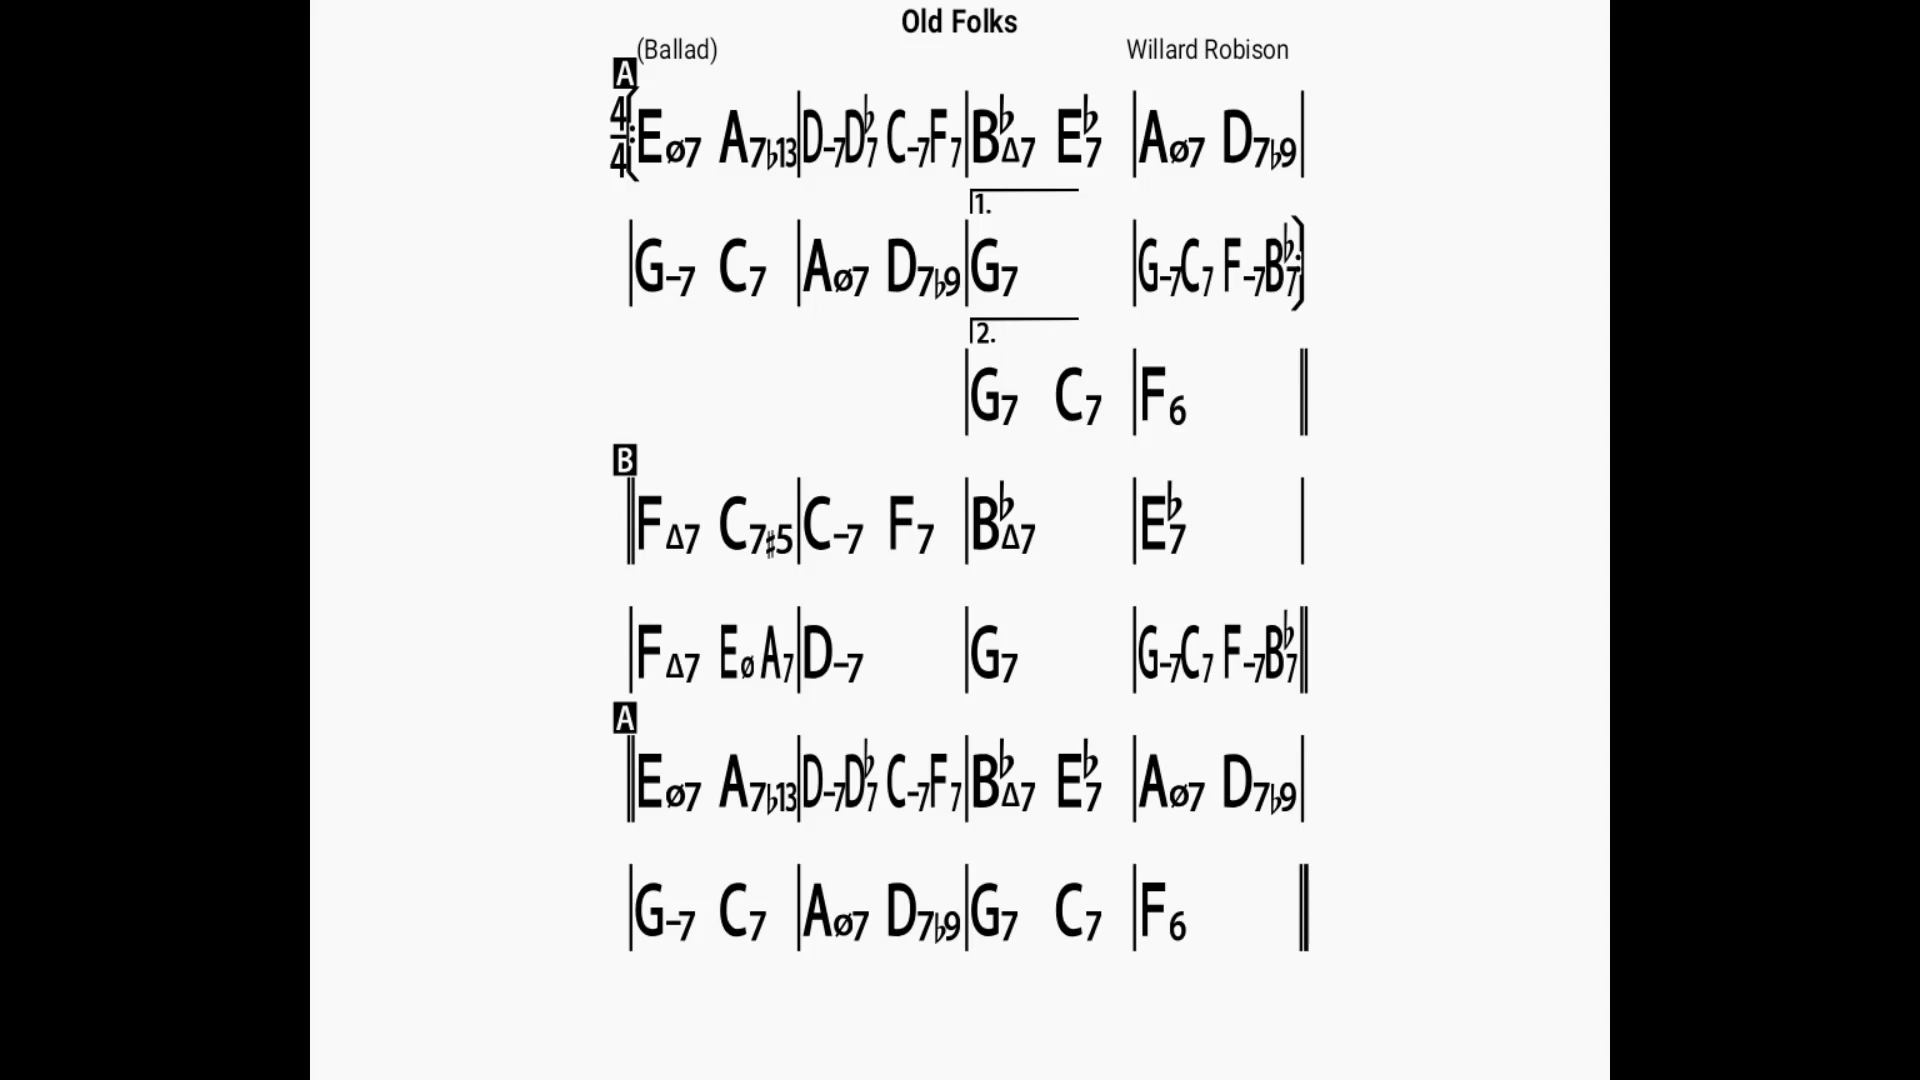 Old Folks
(Ballad) Willard Robison
A
4/4 Eø7 A7♭13 | D-7 D♭7 C-7 F7 | B♭Δ7 E♭7 | Aø7 D7♭9 |
1.
| G-7 C7 | Aø7 D7♭9 | G7 | G-7 C7 F-7 B♭7 :|
2.
| G7 C7 | F6 ||
B
|| FΔ7 C7♯5 | C-7 F7 | B♭Δ7 | E♭7 |
| FΔ7 Eø A7 | D-7 | G7 | G-7 C7 F-7 B♭7 ||
A
|| Eø7 A7♭13 | D-7 D♭7 C-7 F7 | B♭Δ7 E♭7 | Aø7 D7♭9 |
| G-7 C7 | Aø7 D7♭9 | G7 C7 | F6 ||